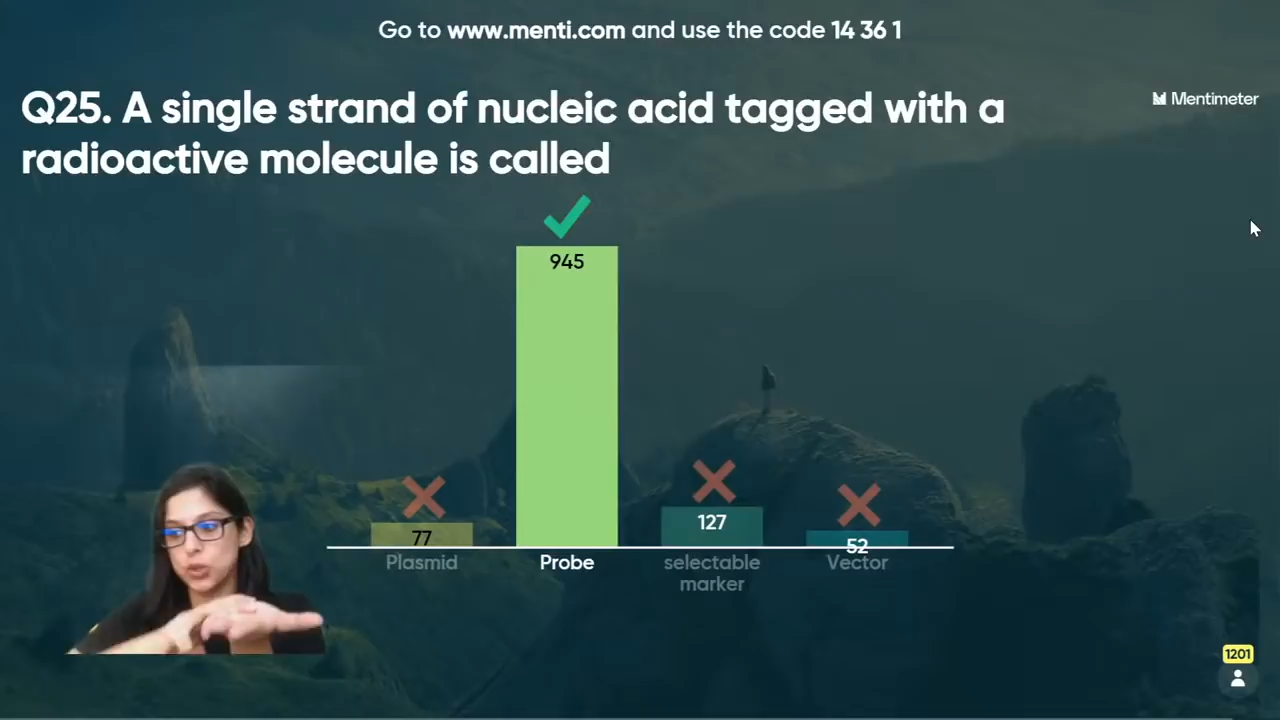 Go to www.menti.com and use the code 14 36 1
Q25. A single strand of nucleic acid tagged with a
radioactive molecule is called
Mentimeter
945
127
77
52
Plasmid
Probe
selectable
marker
Vector
1201